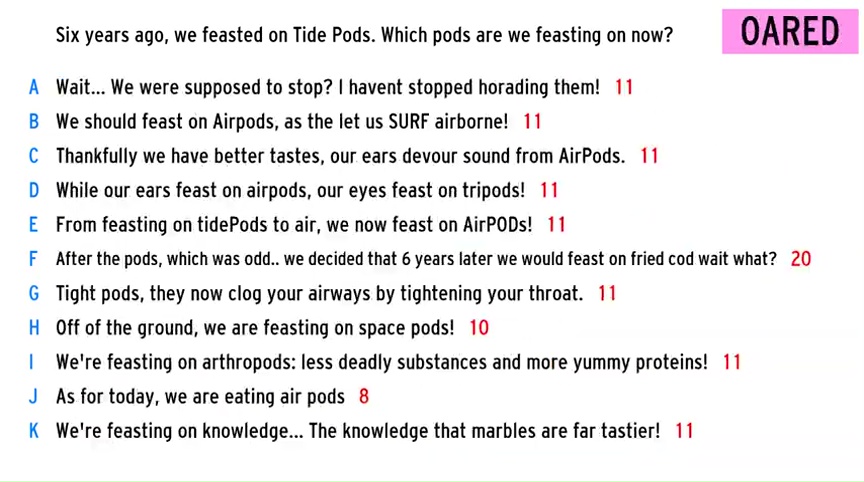 Six years ago, we feasted on Tide Pods. Which pods are we feasting on now?
OARED
A Wait... We were supposed to stop? I havent stopped horading them! 11
B We should feast on Airpods, as the let us SURF airborne! 11
C Thankfully we have better tastes, our ears devour sound from AirPods. 11
D While our ears feast on airpods, our eyes feast on tripods! 11
E From feasting on tidePods to air, we now feast on AirPODs! 11
F After the pods, which was odd.. we decided that 6 years later we would feast on fried cod wait what? 20
G Tight pods, they now clog your airways by tightening your throat. 11
H Off of the ground, we are feasting on space pods! 10
I We're feasting on arthropods: less deadly substances and more yummy proteins! 11
J As for today, we are eating air pods 8
K We're feasting on knowledge... The knowledge that marbles are far tastier! 11